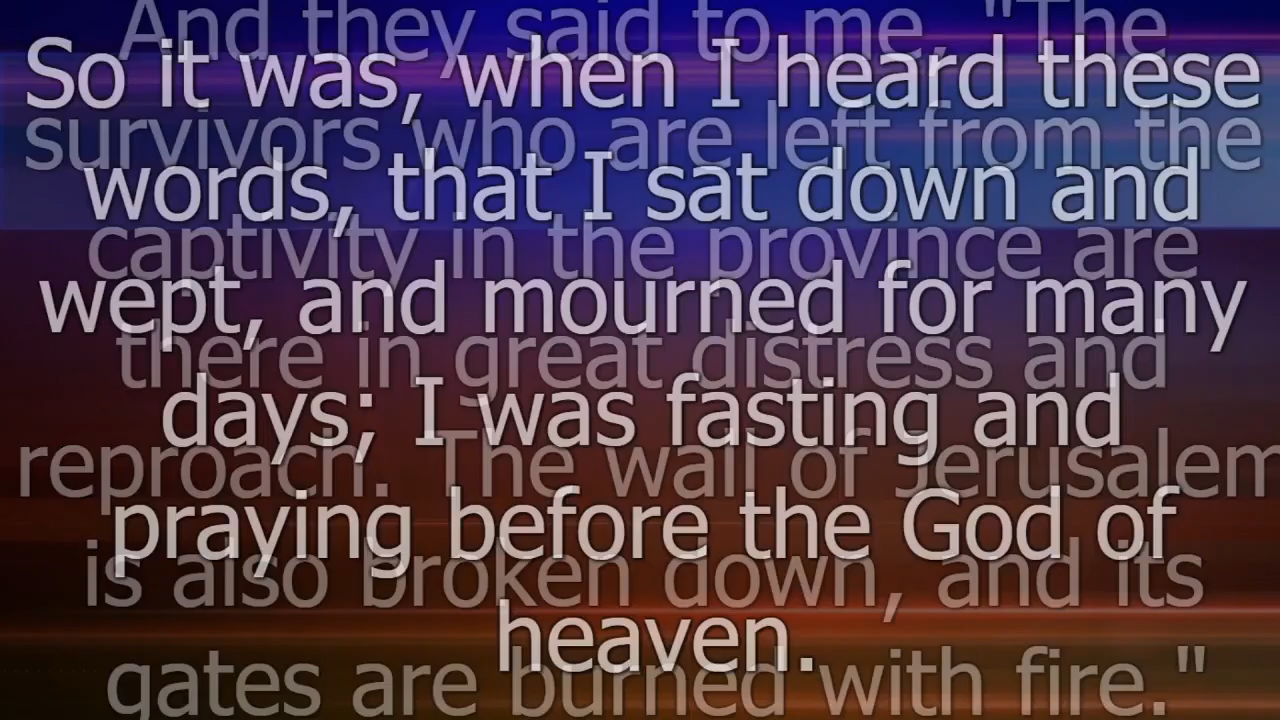 And they said to me, "The
survivors who are left from the
captivity in the province are
there in great distress and
reproach. The wall of Jerusalem
is also broken down, and its
gates are burned with fire."
So it was, when I heard these
words, that I sat down and
wept, and mourned for many
days; I was fasting and
praying before the God of
heaven.